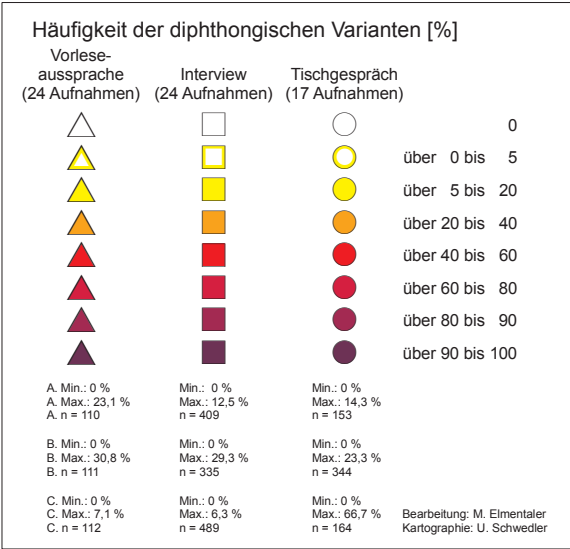 Häufigkeit der diphthongischen Varianten [%]
Vorlese-
aussprache Interview Tischgespräch
(24 Aufnahmen) (24 Aufnahmen) (17 Aufnahmen)
0
über 0 bis 5
über 5 bis 20
über 20 bis 40
über 40 bis 60
über 60 bis 80
über 80 bis 90
über 90 bis 100
A. Min.: 0 % Min.: 0 % Min.: 0 %
A. Max.: 23,1 % Max.: 12,5 % Max.: 14,3 %
A. n = 110 n = 409 n = 153
B. Min.: 0 % Min.: 0 % Min.: 0 %
B. Max.: 30,8 % Max.: 29,3 % Max.: 23,3 %
B. n = 111 n = 335 n = 344
C. Min.: 0 % Min.: 0 % Min.: 0 %
C. Max.: 7,1 % Max.: 6,3 % Max.: 66,7 % Bearbeitung: M. Elmentaler
C. n = 112 n = 489 n = 164 Kartographie: U. Schwedler